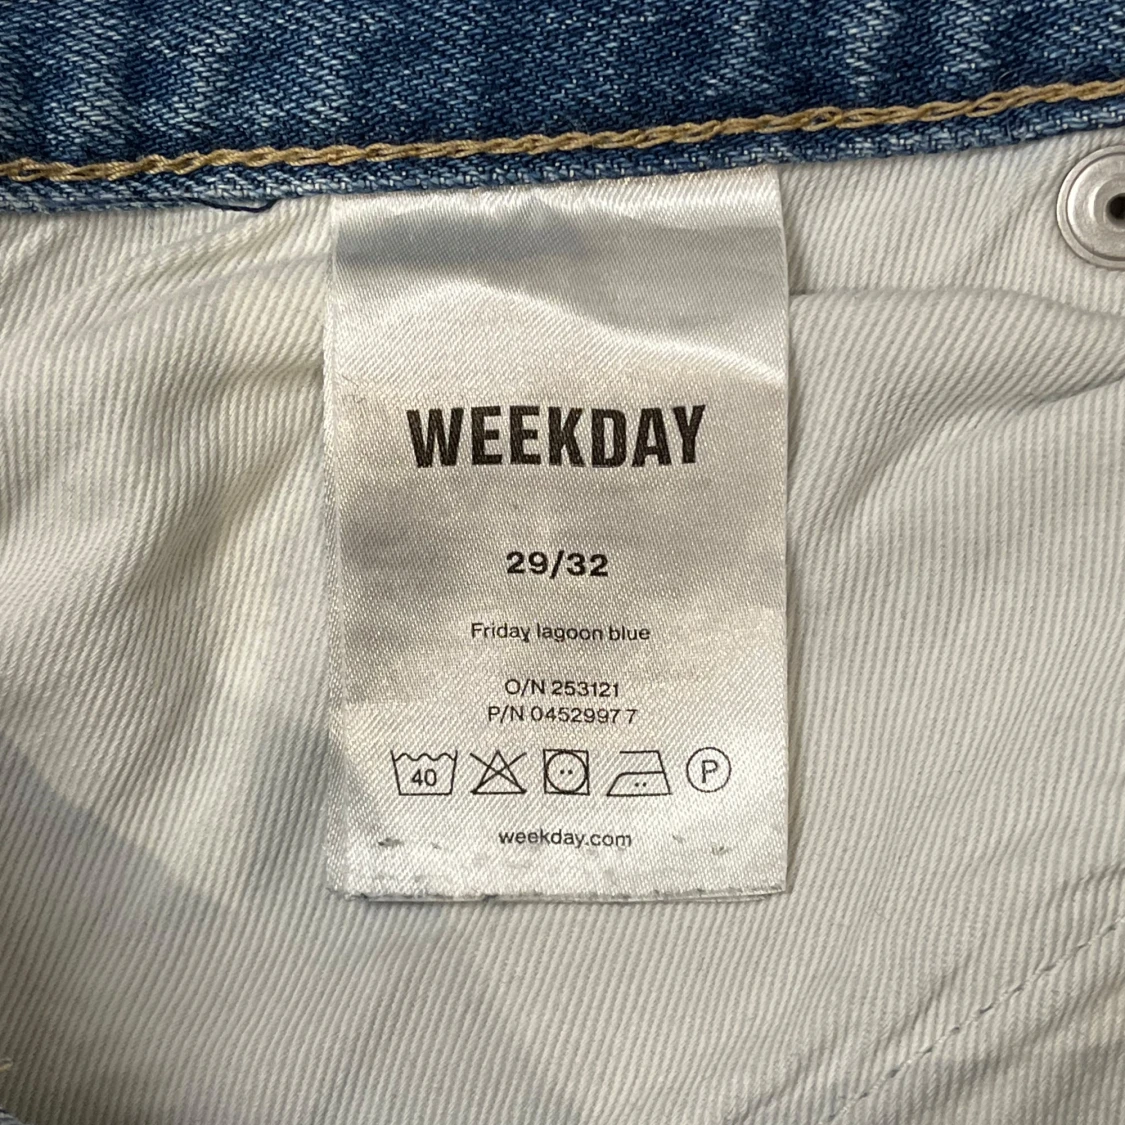 WEEKDAY
29/32
Friday lagoon blue
O/N 253121
P/N 04529977
40
P
weekday.com